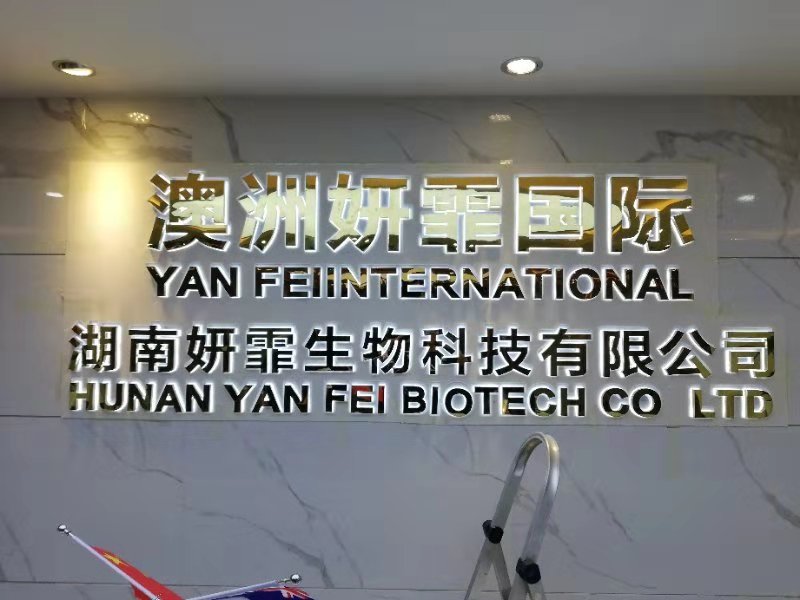 澳洲妍霏国际
YAN FEIIINTERNATIONAL
湖南妍霏生物科技有限公司
HUNAN YAN FEI BIOTECH CO LTD